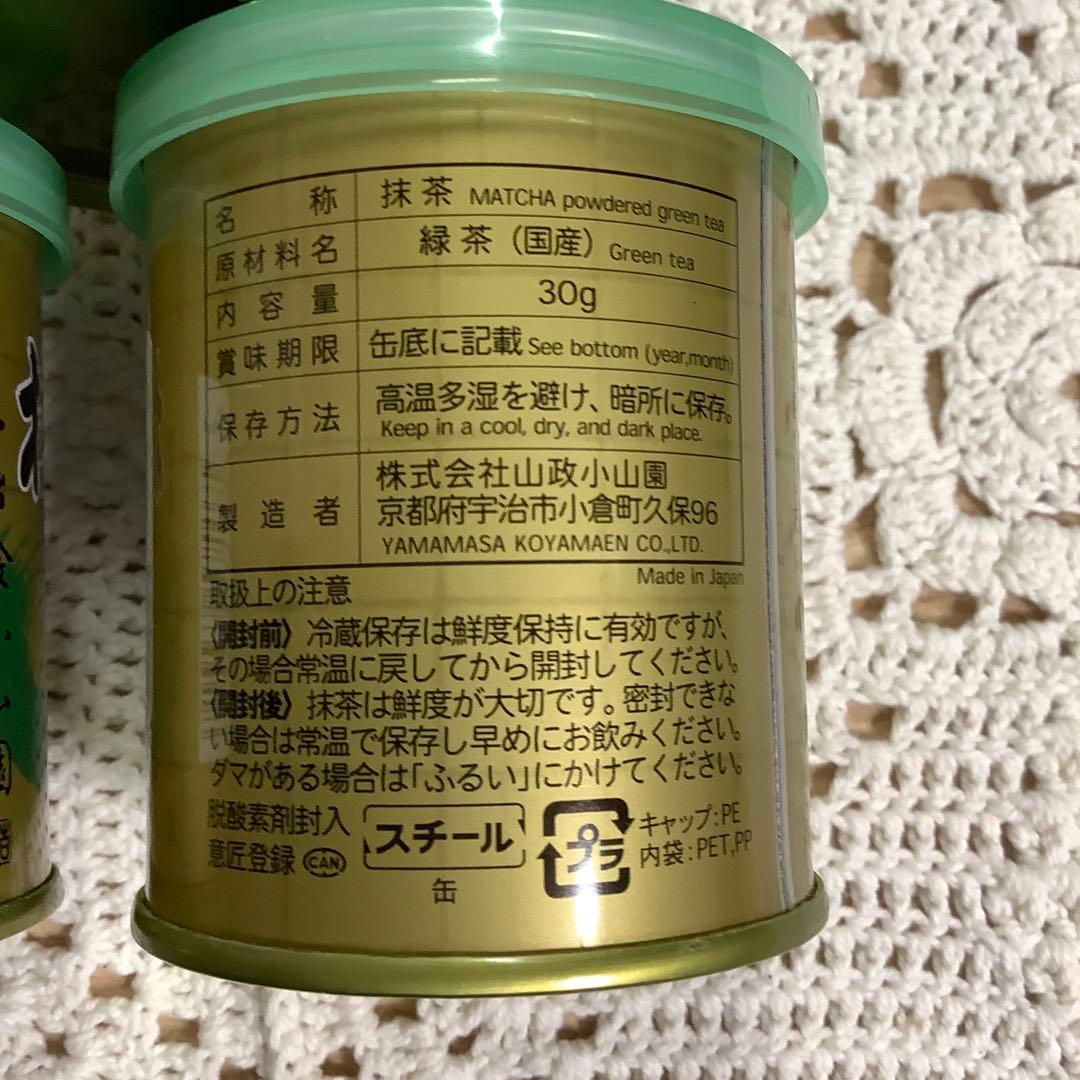 名称 抹茶 MATCHA powdered green tea
原材料名 緑茶（国産）Green tea
内容量 30g
賞味期限 缶底に記載 See bottom (year,month)
保存方法 高温多湿を避け、暗所に保存。
Keep in a cool, dry, and dark place.
製造者 株式会社山政小山園
京都府宇治市小倉町久保96
YAMAMASA KOYAMAEN CO.,LTD.
Made in Japan
取扱上の注意
《開封前》冷蔵保存は鮮度保持に有効ですが、
その場合常温に戻してから開封してください。
《開封後》抹茶は鮮度が大切です。密封できな
い場合は常温で保存し早めにお飲みください。
ダマがある場合は「ふるい」にかけてください。
脱酸素剤封入
意匠登録 CAN
スチール
缶
プラ
キャップ:PE
内袋:PET,PP
園